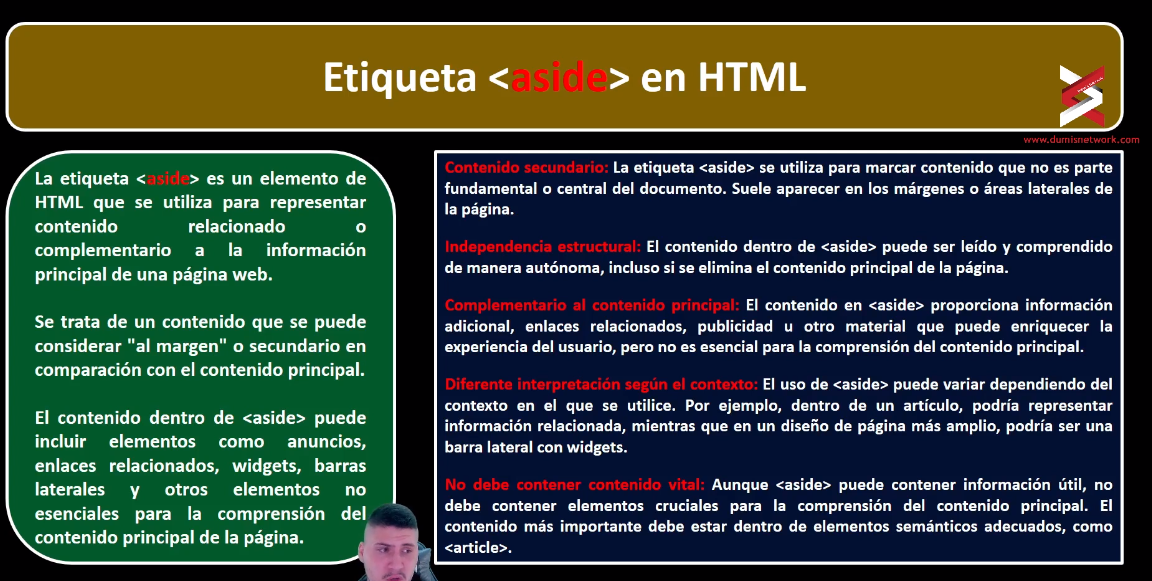 Etiqueta <aside> en HTML
www.dumisnetwork.com
La etiqueta <aside> es un elemento de
HTML que se utiliza para representar
contenido relacionado o
complementario a la información
principal de una página web.
Se trata de un contenido que se puede
considerar "al margen" o secundario en
comparación con el contenido principal.
El contenido dentro de <aside> puede
incluir elementos como anuncios,
enlaces relacionados, widgets, barras
laterales y otros elementos no
esenciales para la comprensión del
contenido principal de la página.
Contenido secundario: La etiqueta <aside> se utiliza para marcar contenido que no es parte
fundamental o central del documento. Suele aparecer en los márgenes o áreas laterales de
la página.
Independencia estructural: El contenido dentro de <aside> puede ser leído y comprendido
de manera autónoma, incluso si se elimina el contenido principal de la página.
Complementario al contenido principal: El contenido en <aside> proporciona información
adicional, enlaces relacionados, publicidad u otro material que puede enriquecer la
experiencia del usuario, pero no es esencial para la comprensión del contenido principal.
Diferente interpretación según el contexto: El uso de <aside> puede variar dependiendo del
contexto en el que se utilice. Por ejemplo, dentro de un artículo, podría representar
información relacionada, mientras que en un diseño de página más amplio, podría ser una
barra lateral con widgets.
No debe contener contenido vital: Aunque <aside> puede contener información útil, no
debe contener elementos cruciales para la comprensión del contenido principal. El
contenido más importante debe estar dentro de elementos semánticos adecuados, como
<article>.